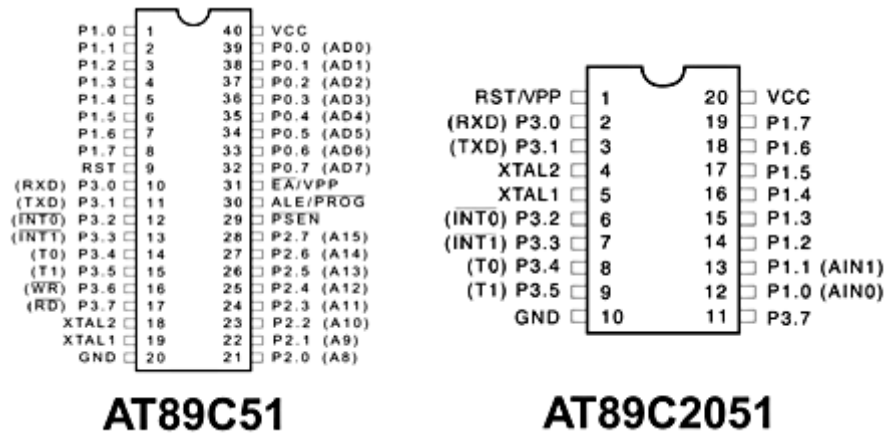 P1.0 1 40 VCC
P1.1 2 39 P0.0 (AD0)
P1.2 3 38 P0.1 (AD1)
P1.3 4 37 P0.2 (AD2)
P1.4 5 36 P0.3 (AD3)
P1.5 6 35 P0.4 (AD4)
P1.6 7 34 P0.5 (AD5)
P1.7 8 33 P0.6 (AD6)
RST 9 32 P0.7 (AD7)
(RXD) P3.0 10 31 E̅A̅/VPP
(TXD) P3.1 11 30 ALE/P̅R̅O̅G̅
(I̅N̅T̅0̅) P3.2 12 29 P̅S̅E̅N̅
(I̅N̅T̅1̅) P3.3 13 28 P2.7 (A15)
(T0) P3.4 14 27 P2.6 (A14)
(T1) P3.5 15 26 P2.5 (A13)
(W̅R̅) P3.6 16 25 P2.4 (A12)
(R̅D̅) P3.7 17 24 P2.3 (A11)
XTAL2 18 23 P2.2 (A10)
XTAL1 19 22 P2.1 (A9)
GND 20 21 P2.0 (A8)
AT89C51
RST/VPP 1 20 VCC
(RXD) P3.0 2 19 P1.7
(TXD) P3.1 3 18 P1.6
XTAL2 4 17 P1.5
XTAL1 5 16 P1.4
(I̅N̅T̅0̅) P3.2 6 15 P1.3
(I̅N̅T̅1̅) P3.3 7 14 P1.2
(T0) P3.4 8 13 P1.1 (AIN1)
(T1) P3.5 9 12 P1.0 (AIN0)
GND 10 11 P3.7
AT89C2051